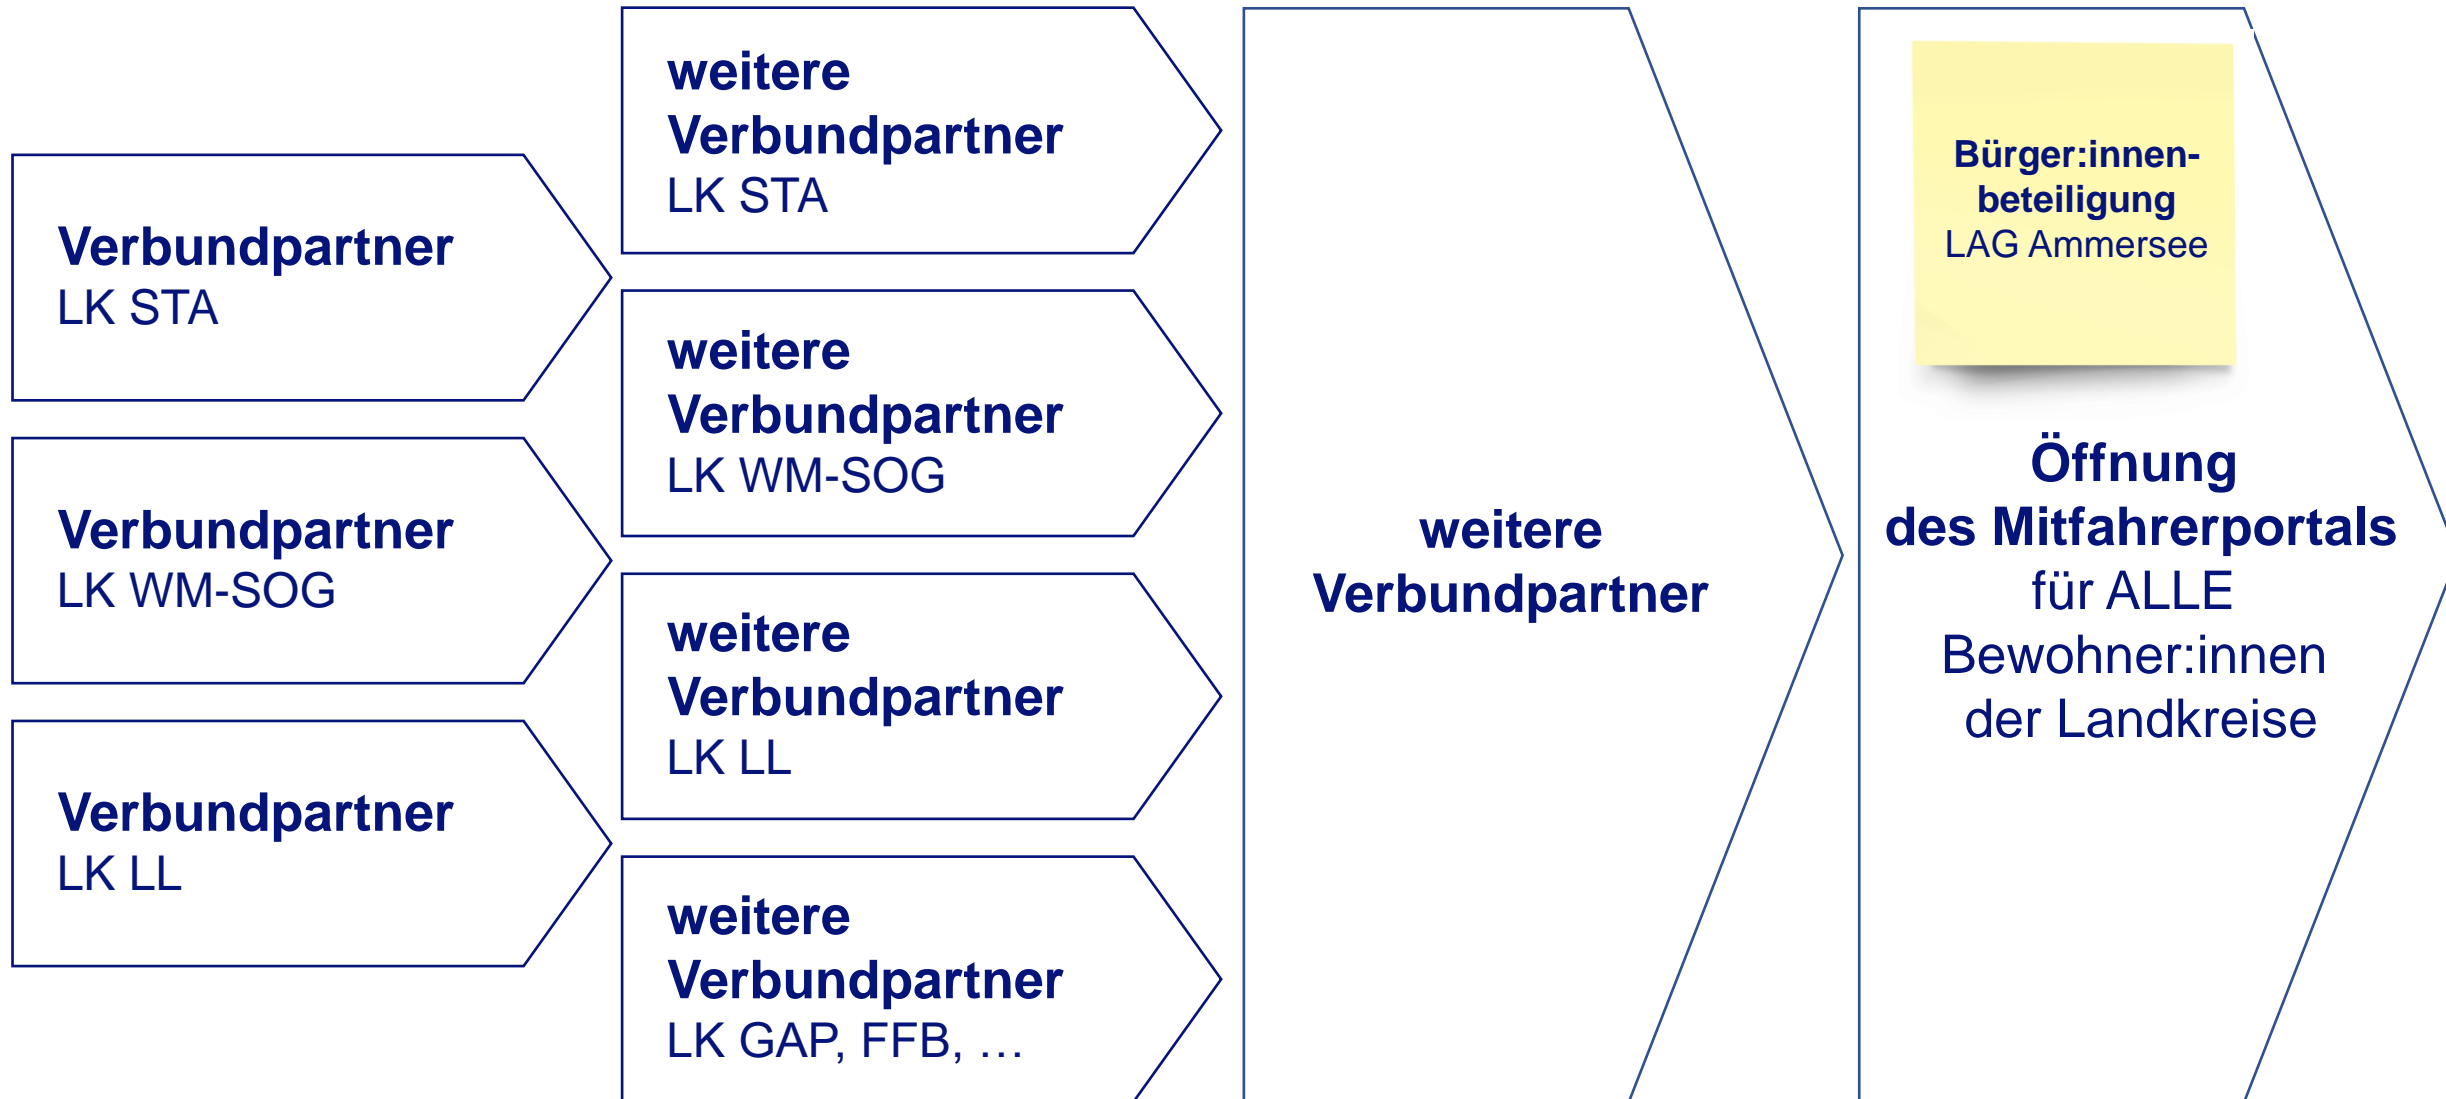 Verbundpartner
LK STA
Verbundpartner
LK WM-SOG
Verbundpartner
LK LL
weitere
Verbundpartner
LK STA
weitere
Verbundpartner
LK WM-SOG
weitere
Verbundpartner
LK LL
weitere
Verbundpartner
LK GAP, FFB, …
weitere
Verbundpartner
Bürger:innen-
beteiligung
LAG Ammersee
Öffnung
des Mitfahrerportals
für ALLE
Bewohner:innen
der Landkreise